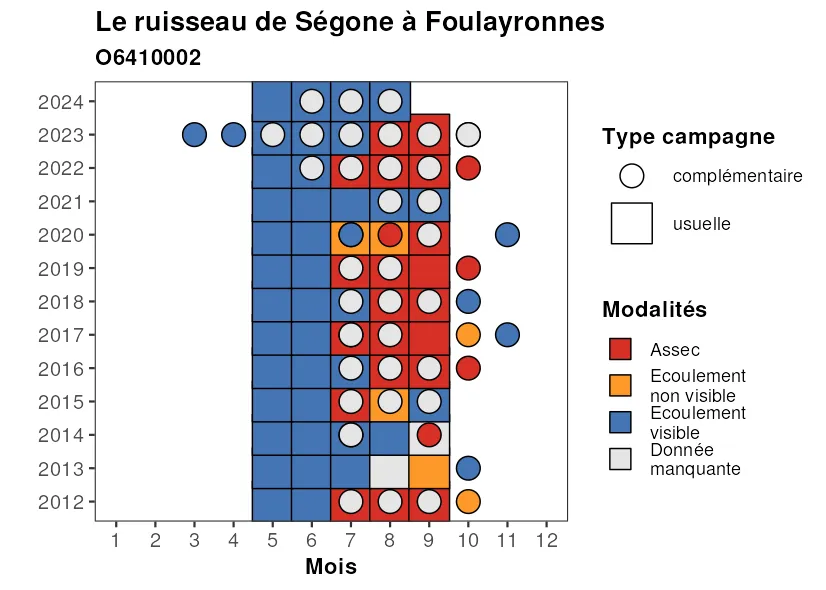 Le ruisseau de Ségone à Foulayronnes
O6410002
2024
2023
2022
2021
2020
2019
2018
2017
2016
2015
2014
2013
2012
1 2 3 4 5 6 7 8 9 10 11 12
Mois
Type campagne
complémentaire
usuelle
Modalités
Assec
Ecoulement
non visible
Ecoulement
visible
Donnée
manquante